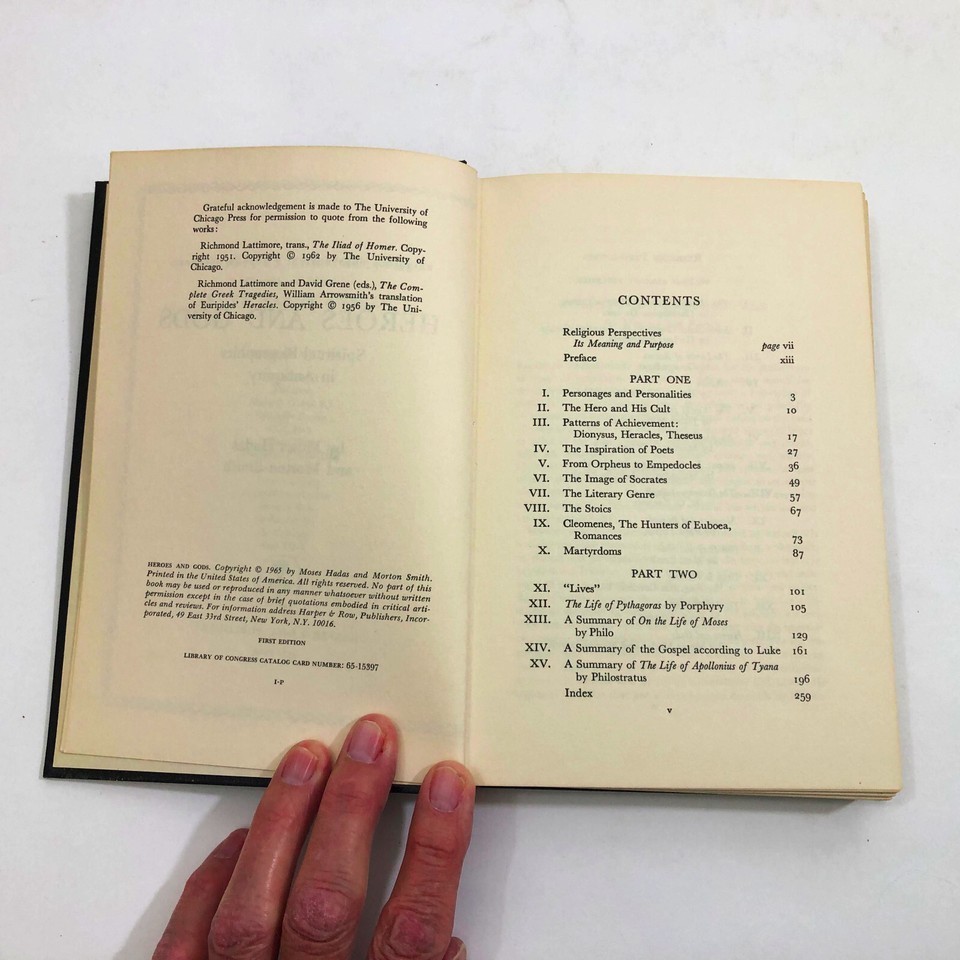 Grateful acknowledgement is made to The University of
Chicago Press for permission to quote from the following
works:
Richmond Lattimore, trans., The Iliad of Homer. Copy-
right 1951. Copyright © 1962 by The University of
Chicago.
Richmond Lattimore and David Grene (eds.), The Com-
plete Greek Tragedies, William Arrowsmith's translation
of Euripides' Heracles. Copyright © 1956 by The Uni-
versity of Chicago.
HEROES AND GODS. Copyright © 1965 by Moses Hadas and Morton Smith.
Printed in the United States of America. All rights reserved. No part of this
book may be used or reproduced in any manner whatsoever without written
permission except in the case of brief quotations embodied in critical arti-
cles and reviews. For information address Harper & Row, Publishers, Incor-
porated, 49 East 33rd Street, New York, N.Y. 10016.
FIRST EDITION
LIBRARY OF CONGRESS CATALOG CARD NUMBER: 65-15397
I-P
CONTENTS
Religious Perspectives
Its Meaning and Purpose page vii
Preface xiii
PART ONE
I. Personages and Personalities 3
II. The Hero and His Cult 10
III. Patterns of Achievement:
Dionysus, Heracles, Theseus 17
IV. The Inspiration of Poets 27
V. From Orpheus to Empedocles 36
VI. The Image of Socrates 49
VII. The Literary Genre 57
VIII. The Stoics 67
IX. Cleomenes, The Hunters of Euboea,
Romances 73
X. Martyrdoms 87
PART TWO
XI. "Lives" 101
XII. The Life of Pythagoras by Porphyry 105
XIII. A Summary of On the Life of Moses
by Philo 129
XIV. A Summary of the Gospel according to Luke 161
XV. A Summary of The Life of Apollonius of Tyana
by Philostratus 196
Index 259
v